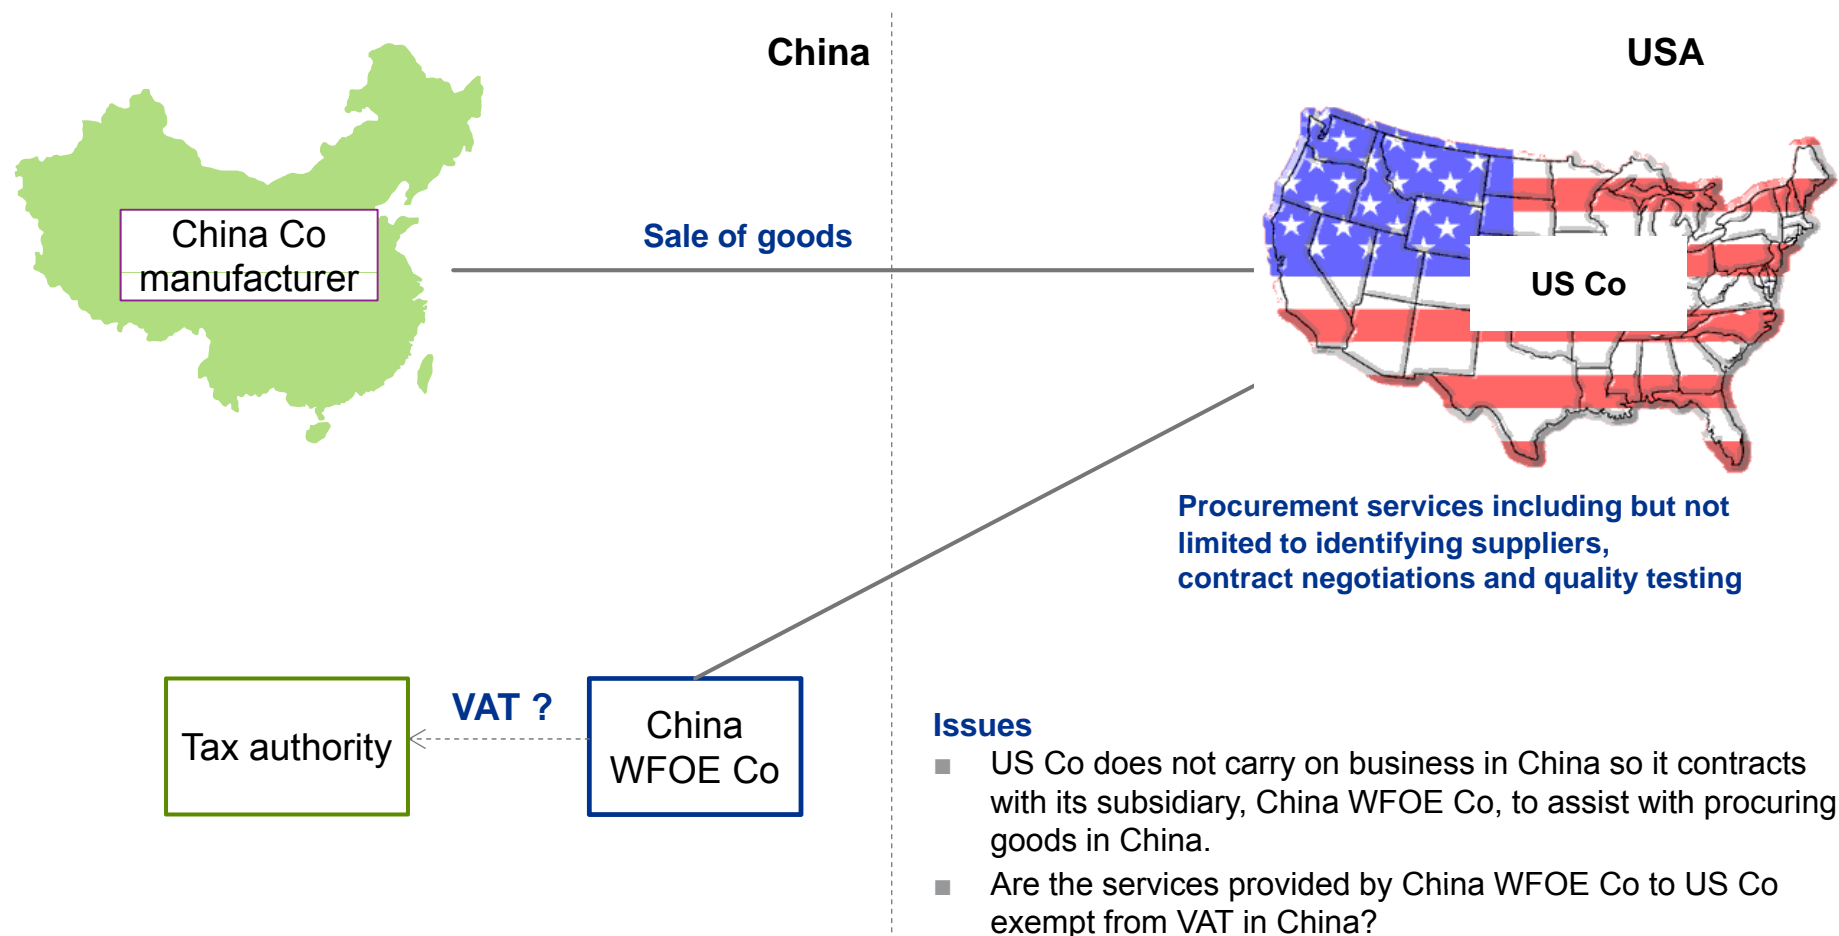 China
USA
China Co
manufacturer
Sale of goods
US Co
Procurement services including but not
limited to identifying suppliers,
contract negotiations and quality testing
Tax authority
VAT ?
China
WFOE Co
Issues
■ US Co does not carry on business in China so it contracts
with its subsidiary, China WFOE Co, to assist with procuring
goods in China.
■ Are the services provided by China WFOE Co to US Co
exempt from VAT in China?